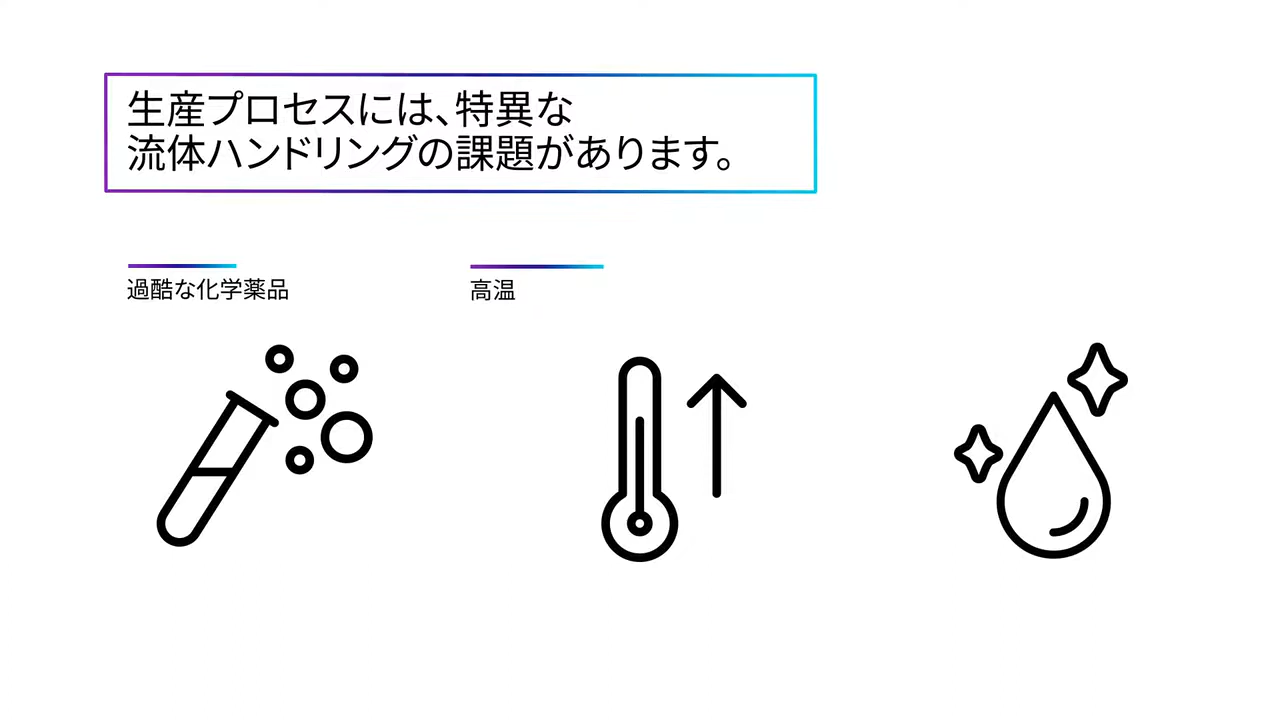 生産プロセスには、特異な
流体ハンドリングの課題があります。
過酷な化学薬品
高温